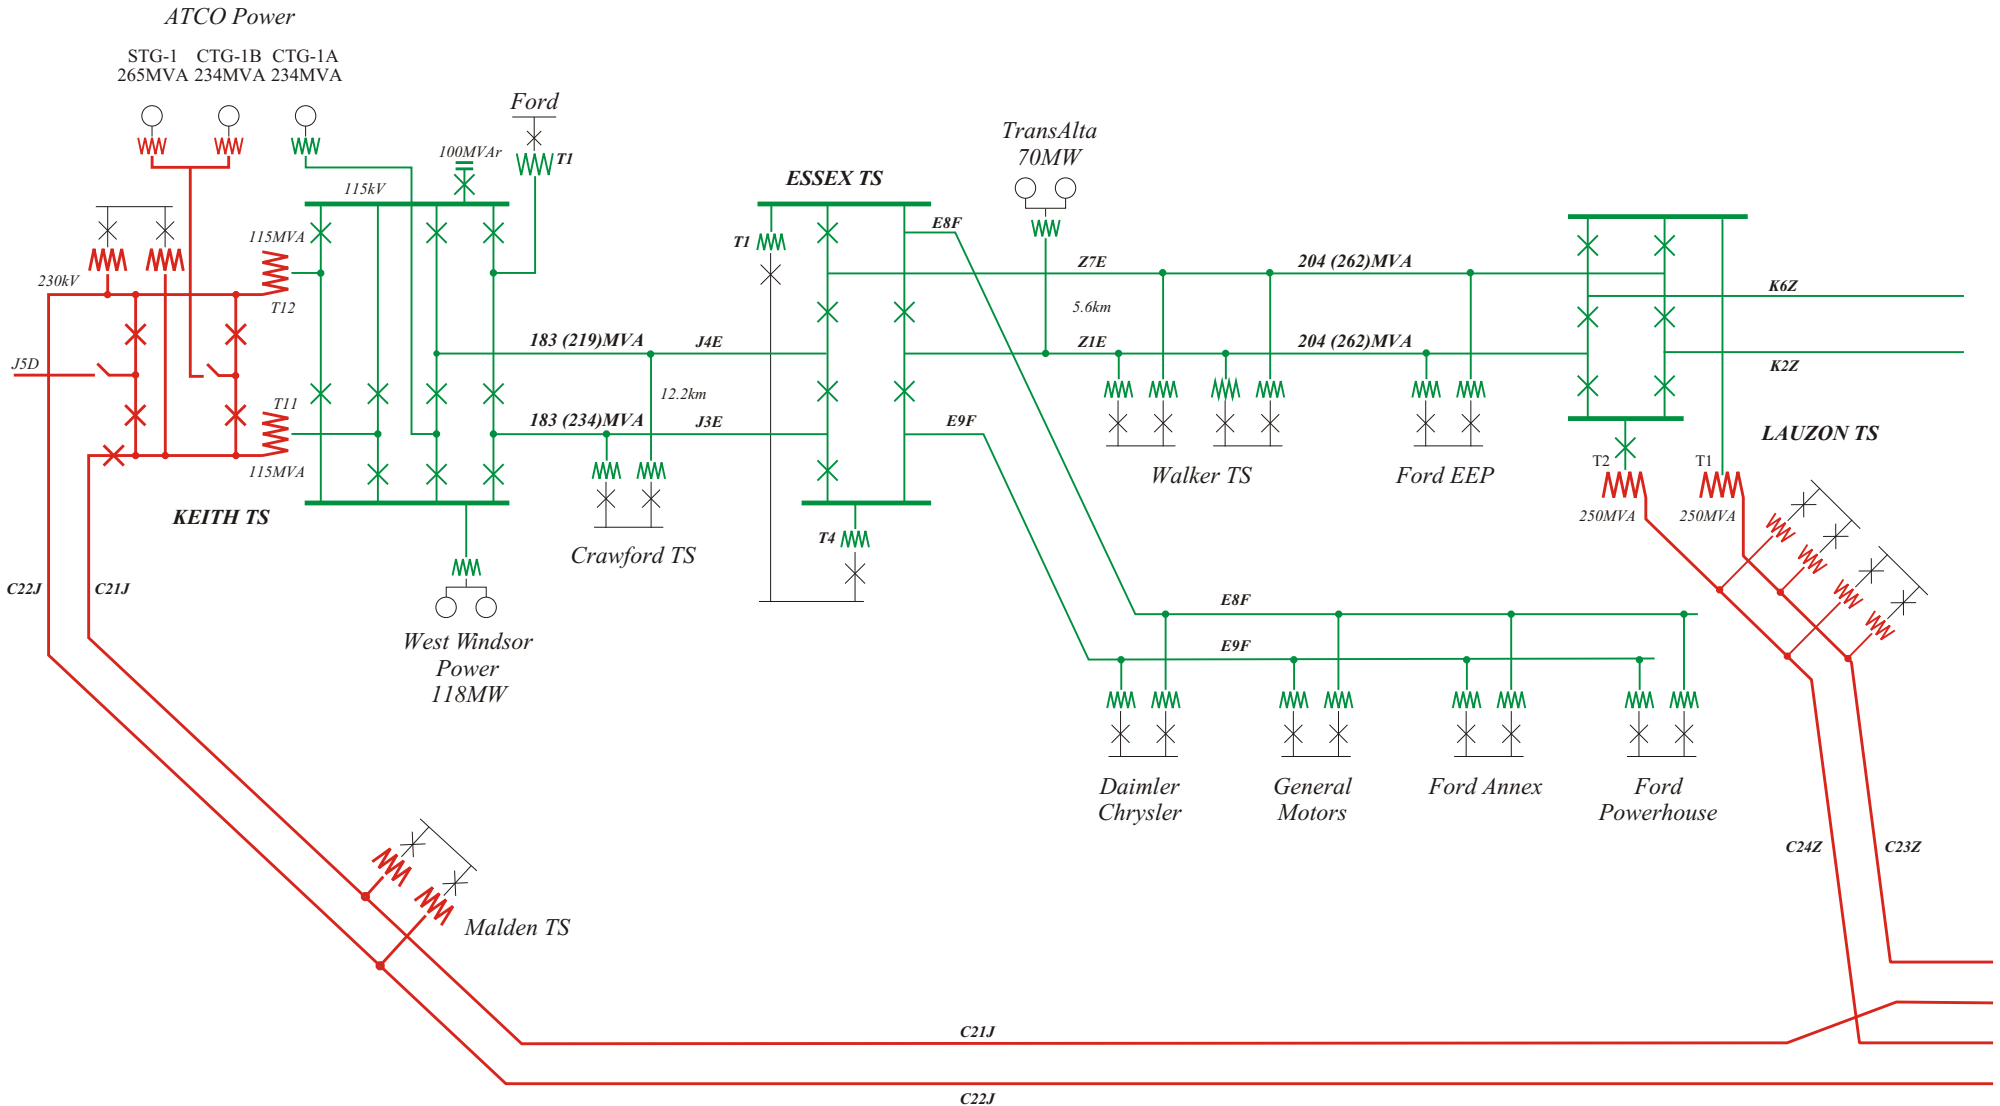 ATCO Power
STG-1 CTG-1B CTG-1A
265MVA 234MVA 234MVA
Ford
100MVAr
T1
TransAlta
70MW
115kV
ESSEX TS
E8F
115MVA
T1
Z7E
204 (262)MVA
230kV
T12
K6Z
5.6km
183 (219)MVA
J4E
Z1E
204 (262)MVA
J5D
K2Z
T11
12.2km
183 (234)MVA
J3E
E9F
LAUZON TS
115MVA
Walker TS
Ford EEP
T2
T1
KEITH TS
250MVA
250MVA
T4
Crawford TS
C22J
C21J
E8F
West Windsor
Power
118MW
E9F
Daimler
Chrysler
General
Motors
Ford Annex
Ford
Powerhouse
C24Z
C23Z
Malden TS
C21J
C22J